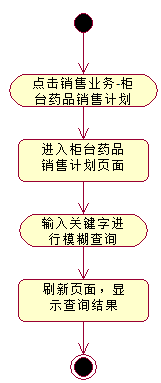 点击销售业务-柜
台药品销售计划
进入柜台药品
销售计划页面
输入关键字进
行模糊查询
刷新页面，显
示查询结果